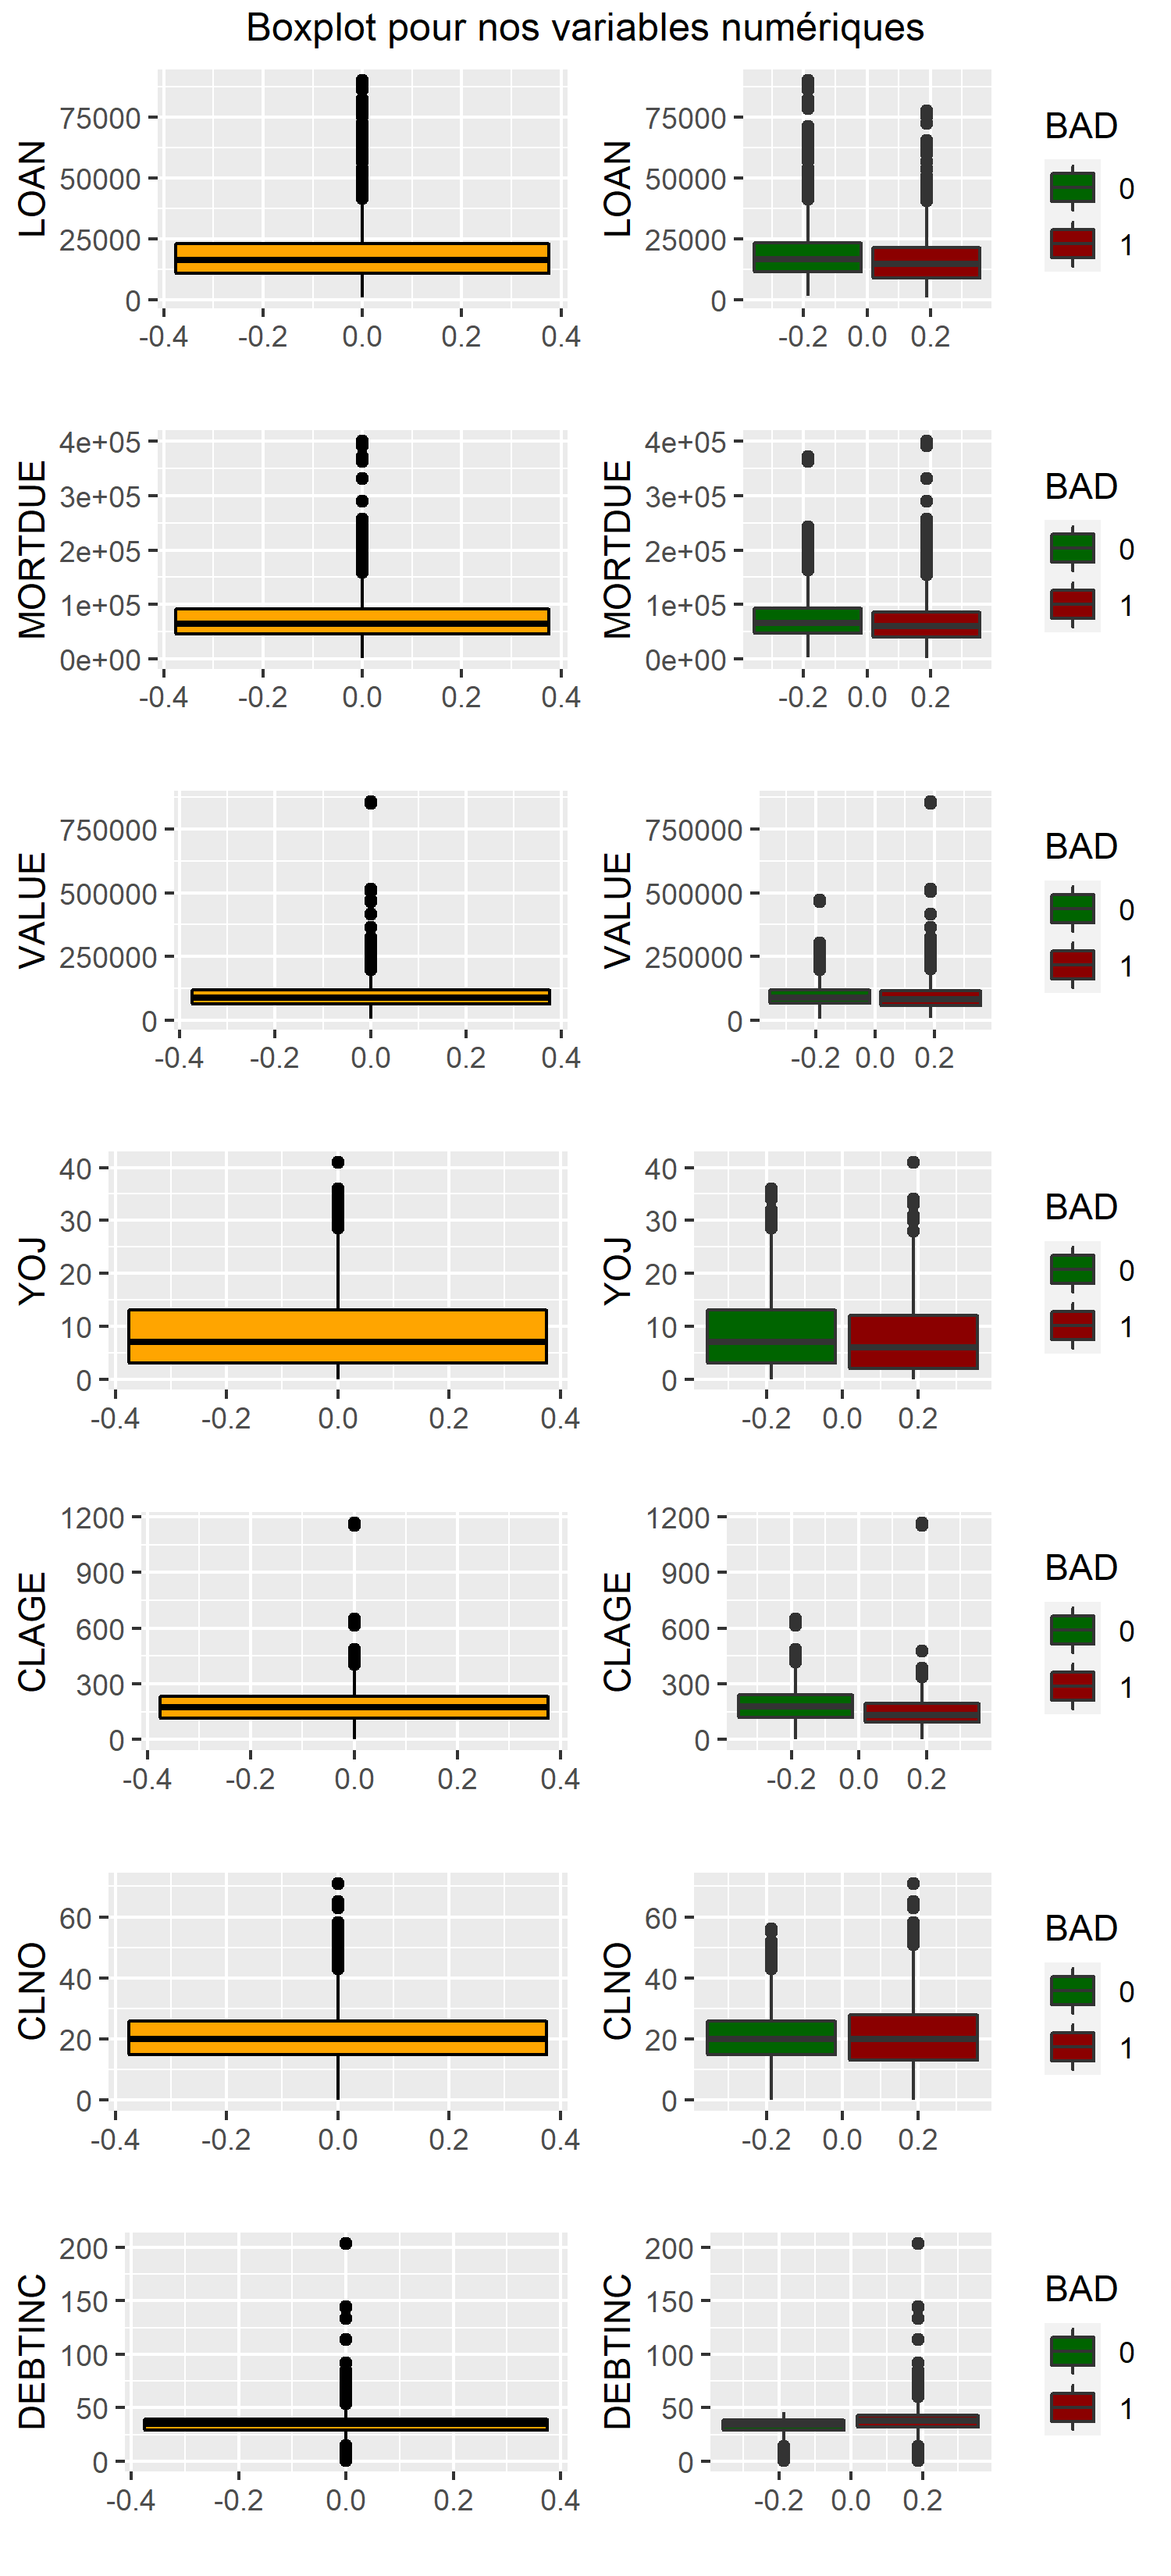 Boxplot pour nos variables numériques
LOAN
75000
50000
25000
0
-0.4 -0.2 0.0 0.2 0.4
LOAN
75000
50000
25000
0
-0.2 0.0 0.2
BAD
0
1
MORTDUE
4e+05
3e+05
2e+05
1e+05
0e+00
-0.4 -0.2 0.0 0.2 0.4
MORTDUE
4e+05
3e+05
2e+05
1e+05
0e+00
-0.2 0.0 0.2
BAD
0
1
VALUE
750000
500000
250000
0
-0.4 -0.2 0.0 0.2 0.4
VALUE
750000
500000
250000
0
-0.2 0.0 0.2
BAD
0
1
YOJ
40
30
20
10
0
-0.4 -0.2 0.0 0.2 0.4
YOJ
40
30
20
10
0
-0.2 0.0 0.2
BAD
0
1
CLAGE
1200
900
600
300
0
-0.4 -0.2 0.0 0.2 0.4
CLAGE
1200
900
600
300
0
-0.2 0.0 0.2
BAD
0
1
CLNO
60
40
20
0
-0.4 -0.2 0.0 0.2 0.4
CLNO
60
40
20
0
-0.2 0.0 0.2
BAD
0
1
DEBTINC
200
150
100
50
0
-0.4 -0.2 0.0 0.2 0.4
DEBTINC
200
150
100
50
0
-0.2 0.0 0.2
BAD
0
1